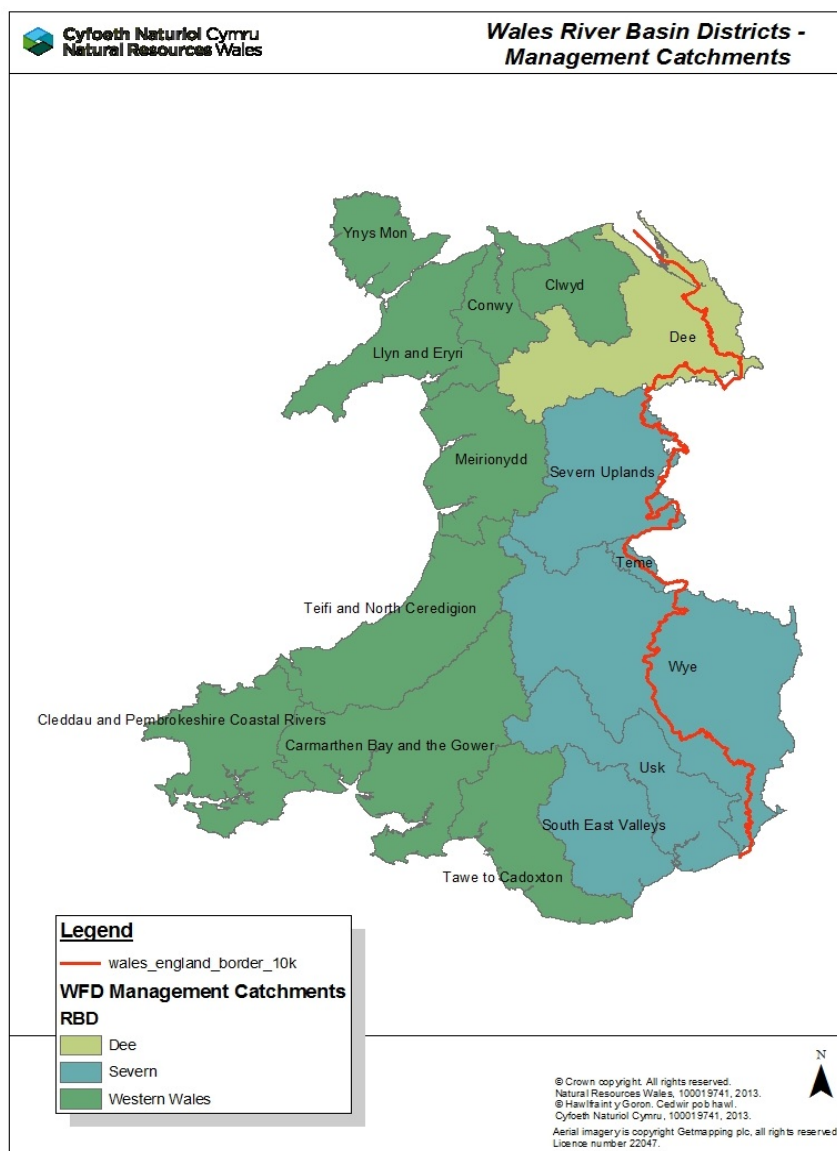 Cyfoeth Naturiol Cymru
Natural Resources Wales
Wales River Basin Districts -
Management Catchments
Ynys Mon
Clwyd
Conwy
Dee
Llyn and Eryri
Meirionydd
Severn Uplands
Teme
Teifi and North Ceredigion
Wye
Cleddau and Pembrokeshire Coastal Rivers
Carmarthen Bay and the Gower
Usk
South East Valleys
Tawe to Cadoxton
Legend
wales_england_border_10k
WFD Management Catchments
RBD
Dee
Severn
Western Wales
N
© Crown copyright. All rights reserved.
Natural Resources Wales, 100019741, 2013.
© Hawlfraint y Goron. Cedwir pob hawl.
Cyfoeth Naturiol Cymru, 100019741, 2013.
Aerial imagery is copyright Getmapping plc, all rights reserved.
Licence number 22047.